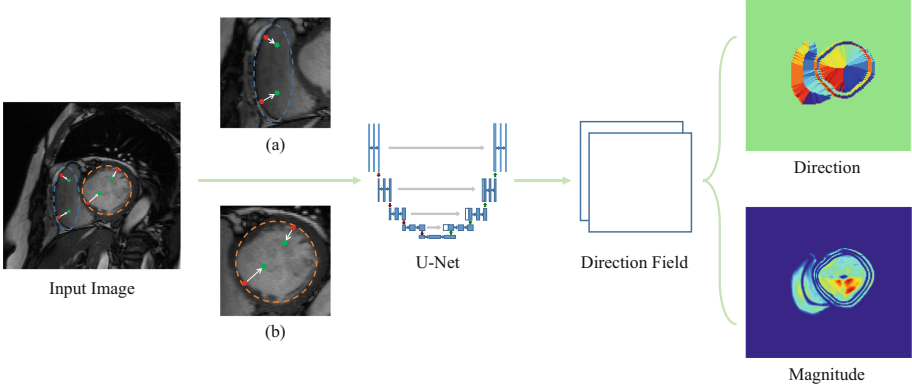 (a)
Input Image
(b)
U-Net
Direction Field
Direction
Magnitude